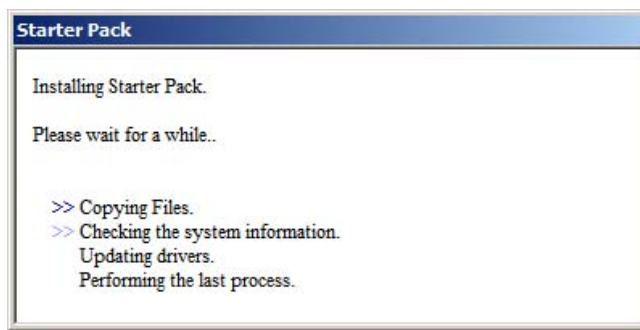 Starter Pack
Installing Starter Pack.
Please wait for a while..
>> Copying Files.
>> Checking the system information.
Updating drivers.
Performing the last process.